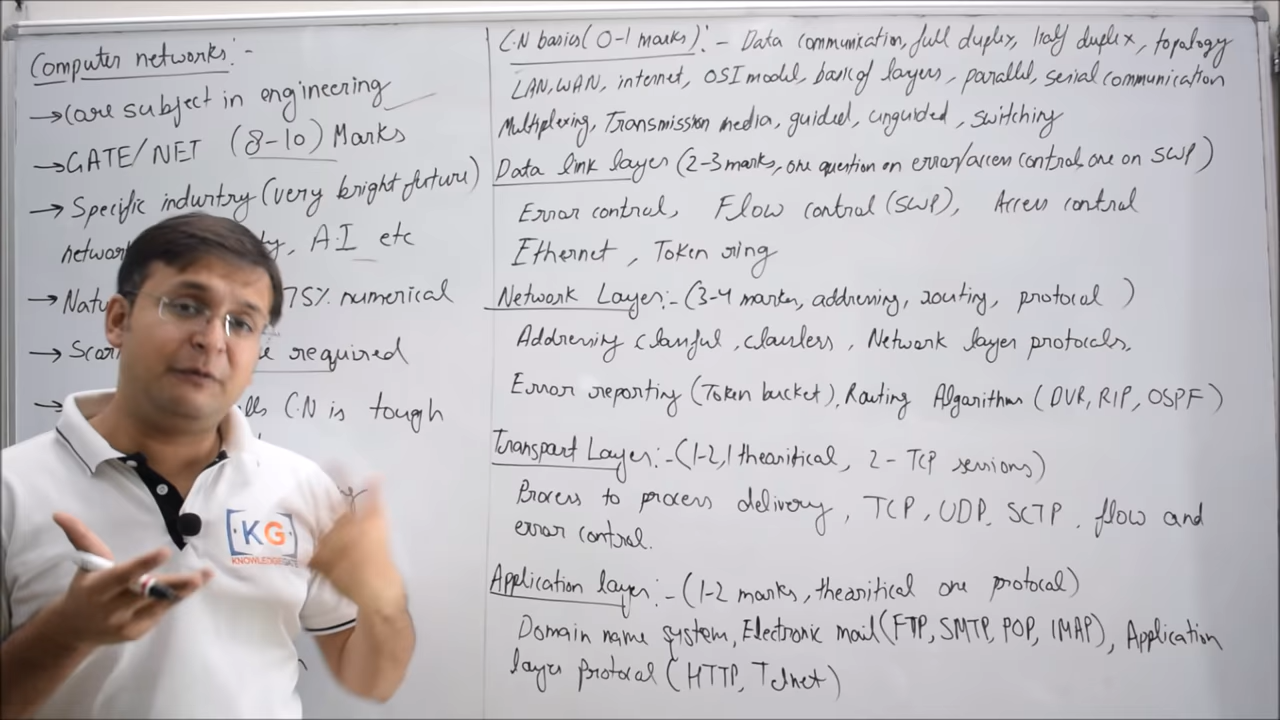 Computer networks:-
→ Core subject in engineering
→ GATE/NET (8-10) Marks
→ Specific industry (very bright future)
network , A.I etc
→ 75% numerical
→ required
→ C.N is tough
KG
C.N basics (0-1 marks):- Data communication, full duplex, half duplex, topology
LAN, WAN, internet, OSI model, basic of layers, parallel, serial communication
Multiplexing, Transmission media, guided, unguided, switching
Data link layer (2-3 marks, one question on error/access control, one on SWP)
Error control, Flow control (SWP), Access control
Ethernet, Token ring
Network Layer:- (3-4 marks, addressing, routing, protocol)
Addressing classful, classless, Network layer protocols,
Error reporting (Token bucket), Routing Algorithm (DVR, RIP, OSPF)
Transport Layer:- (1-2, 1 thearitical, 2 - TCP sessions)
Process to process delivery, TCP, UDP, SCTP, flow and
error control.
Application layer:- (1-2 marks, thearitical one protocal)
Domain name system, Electronic mail (FTP, SMTP, POP, IMAP), Application
layer protocal (HTTP, Telnet)